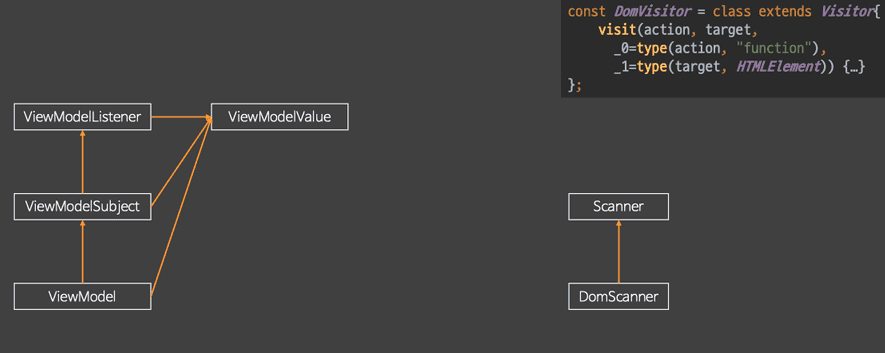 const DomVisitor = class extends Visitor{
visit(action, target,
_0=type(action, "function"),
_1=type(target, HTMLElement)) {…}
};
ViewModelListener
ViewModelValue
ViewModelSubject
Scanner
ViewModel
DomScanner